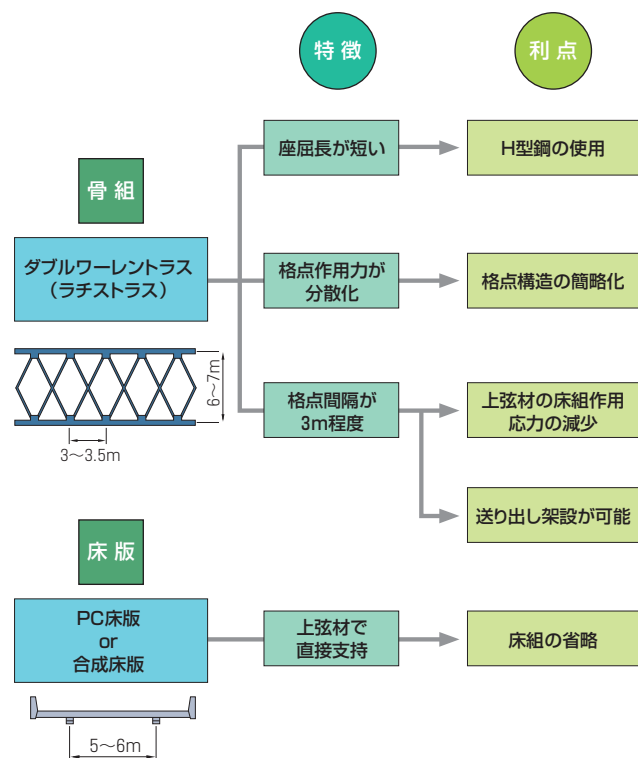 特徴
利点
骨組
ダブルワーレントラス
（ラチストラス）
座屈長が短い
H型鋼の使用
格点作用力が
分散化
格点構造の簡略化
格点間隔が
3m程度
上弦材の床組作用
応力の減少
送り出し架設が可能
6〜7m
3〜3.5m
床版
PC床版
or
合成床版
上弦材で
直接支持
床組の省略
5〜6m